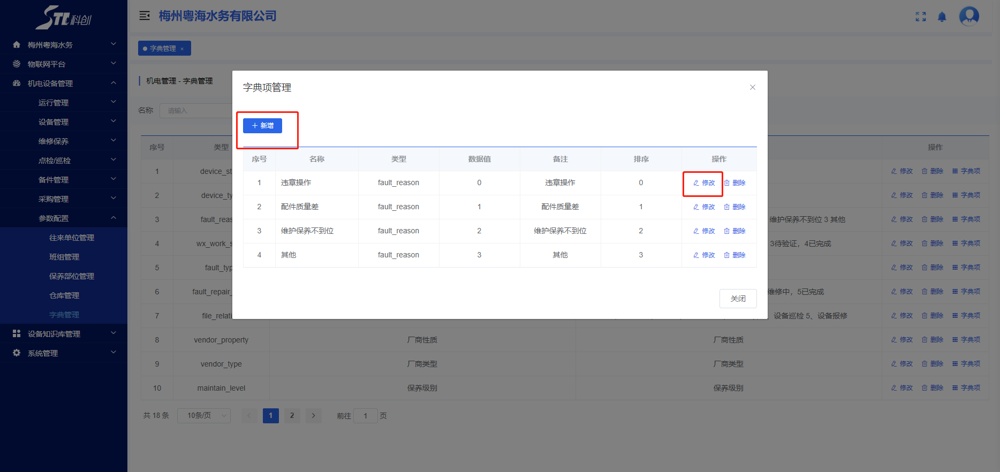 STC科创
梅州粤海水务
物联网平台
机电设备管理
运行管理
设备管理
维修保养
点检/巡检
备件管理
采购管理
参数配置
往来单位管理
班组管理
保养部位管理
仓库管理
字典管理
设备知识库管理
系统管理
梅州粤海水务有限公司
字典管理 ×
机电管理 - 字典管理
名称 请输入
序号 类型 操作
1 device_st 修改 删除 字典项
2 device_ty 修改 删除 字典项
3 fault_reas 维护保养不到位 3 其他 修改 删除 字典项
4 wx_work_s 3待验证，4已完成 修改 删除 字典项
5 fault_typ 修改 删除 字典项
6 fault_repair_ 维修中，5已完成 修改 删除 字典项
7 file_relati 、设备巡检 5、设备报修 修改 删除 字典项
8 vendor_property 厂商性质 厂商性质 修改 删除 字典项
9 vendor_type 厂商类型 厂商类型 修改 删除 字典项
10 maintain_level 保养级别 保养级别 修改 删除 字典项
共 18 条 10条/页 1 2 前往 1 页
字典项管理
+ 新增
序号 名称 类型 数据值 备注 排序 操作
1 违章操作 fault_reason 0 违章操作 0 修改 删除
2 配件质量差 fault_reason 1 配件质量差 1 修改 删除
3 维护保养不到位 fault_reason 2 维护保养不到位 2 修改 删除
4 其他 fault_reason 3 其他 3 修改 删除
关闭